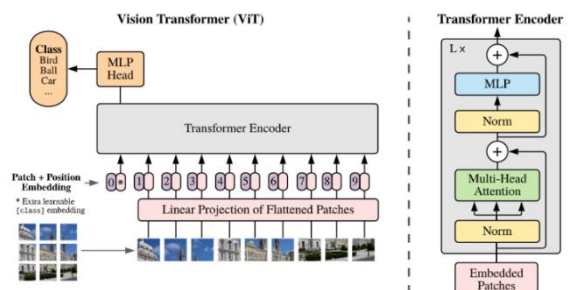 Vision Transformer (ViT)
Class
Bird
Ball
Car
...
MLP
Head
Transformer Encoder
Patch + Position
Embedding
* Extra learnable
[class] embedding
0 * 1 2 3 4 5 6 7 8 9
Linear Projection of Flattened Patches
Transformer Encoder
L x
+
MLP
Norm
+
Multi-Head
Attention
Norm
Embedded
Patches